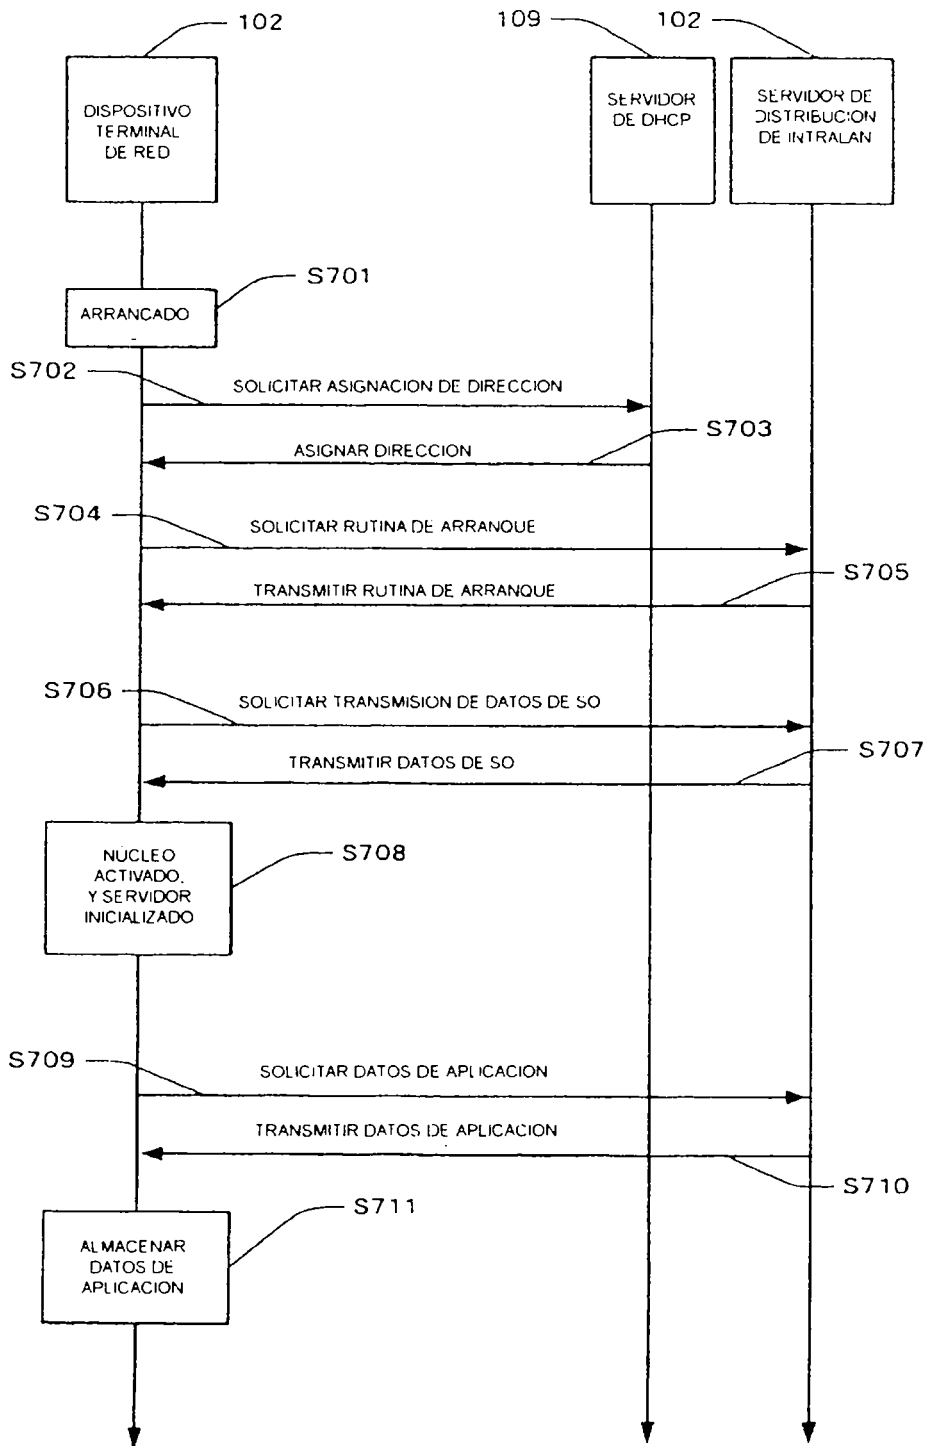 102
109
102
DISPOSITIVO
TERMINAL
DE RED
SERVIDOR
DE DHCP
SERVIDOR DE
DISTRIBUCION
DE INTRALAN
S701
ARRANCADO
S702
SOLICITAR ASIGNACION DE DIRECCION
S703
ASIGNAR DIRECCION
S704
SOLICITAR RUTINA DE ARRANQUE
S705
TRANSMITIR RUTINA DE ARRANQUE
S706
SOLICITAR TRANSMISION DE DATOS DE SO
S707
TRANSMITIR DATOS DE SO
NÚCLEO
ACTIVADO,
Y SERVIDOR
INICIALIZADO
S708
S709
SOLICITAR DATOS DE APLICACION
TRANSMITIR DATOS DE APLICACION
S710
S711
ALMACENAR
DATOS DE
APLICACION